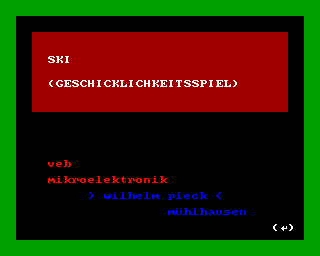 SKI
(GESCHICKLICHKEITSSPIEL)
veb
mikroelektronik
> wilhelm pieck <
mühlhausen
(↵)